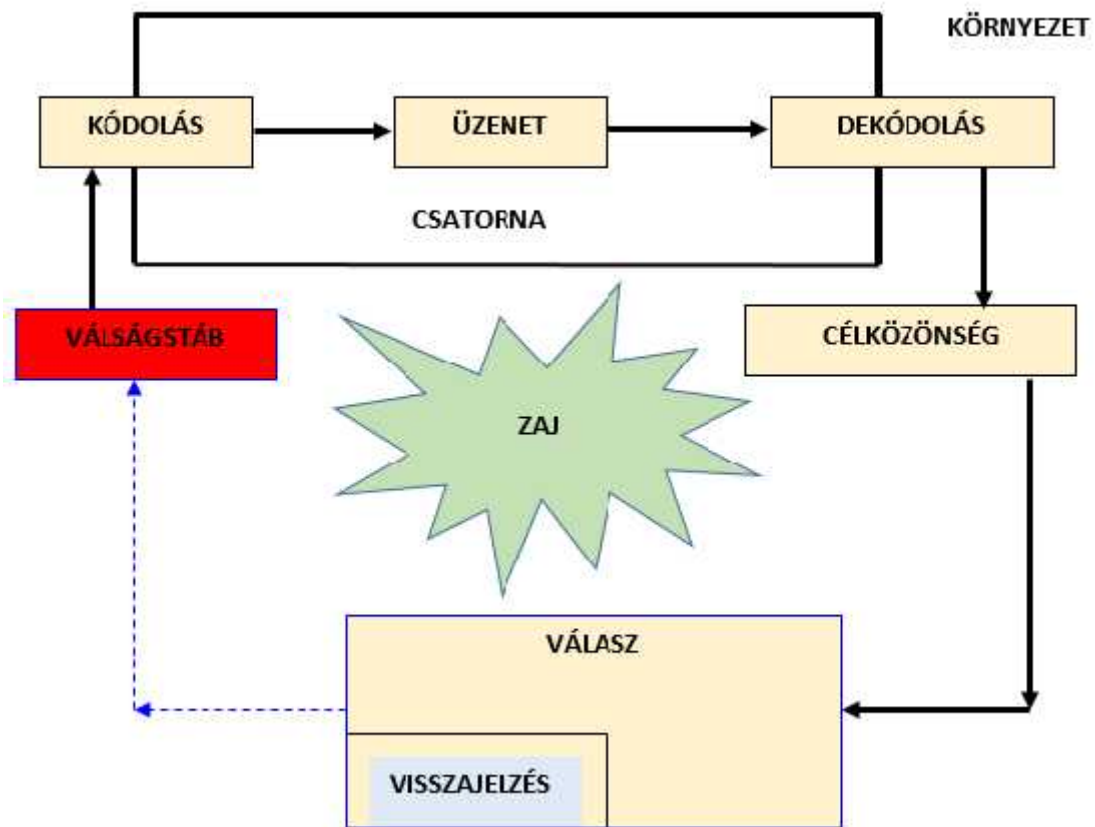 KÖRNYEZET
KÓDOLÁS
ÜZENET
DEKÓDOLÁS
CSATORNA
VÁLSÁGSTÁB
CÉLKÖZÖNSÉG
ZAJ
VÁLASZ
VISSZAJELZÉS